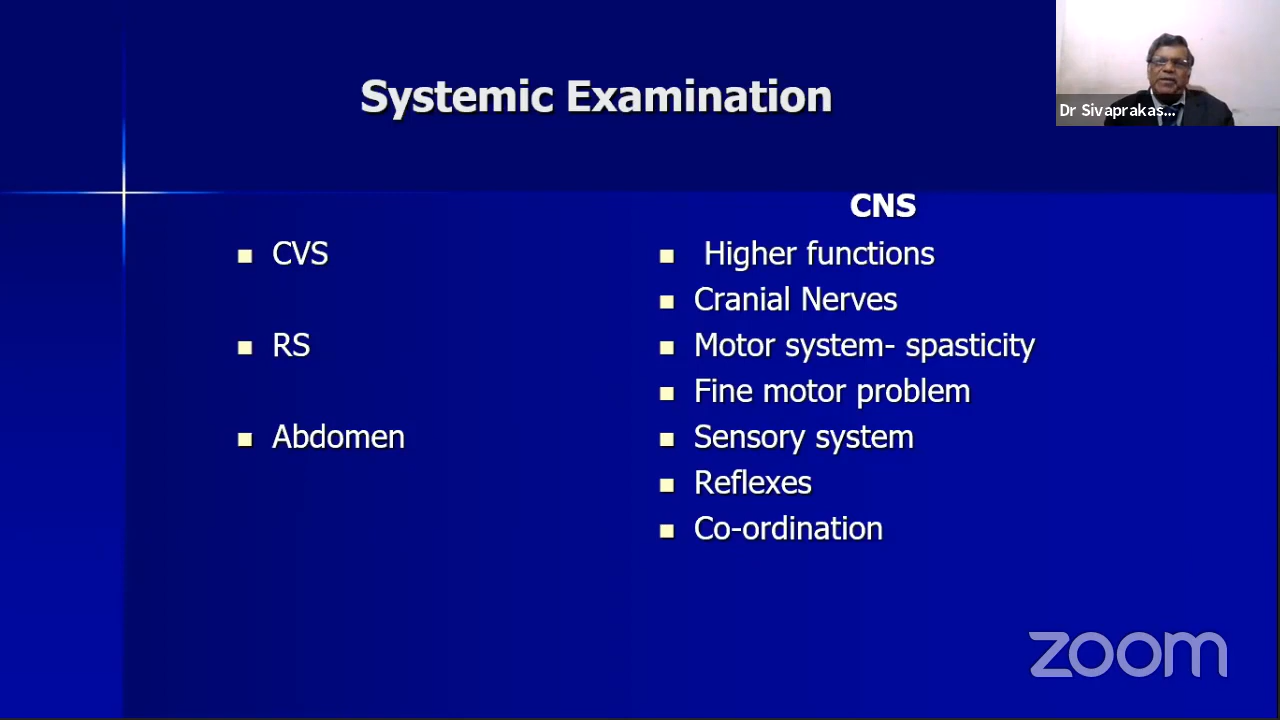 Systemic Examination
Dr Sivaprakas...
CVS
RS
Abdomen
CNS
Higher functions
Cranial Nerves
Motor system- spasticity
Fine motor problem
Sensory system
Reflexes
Co-ordination
zoom